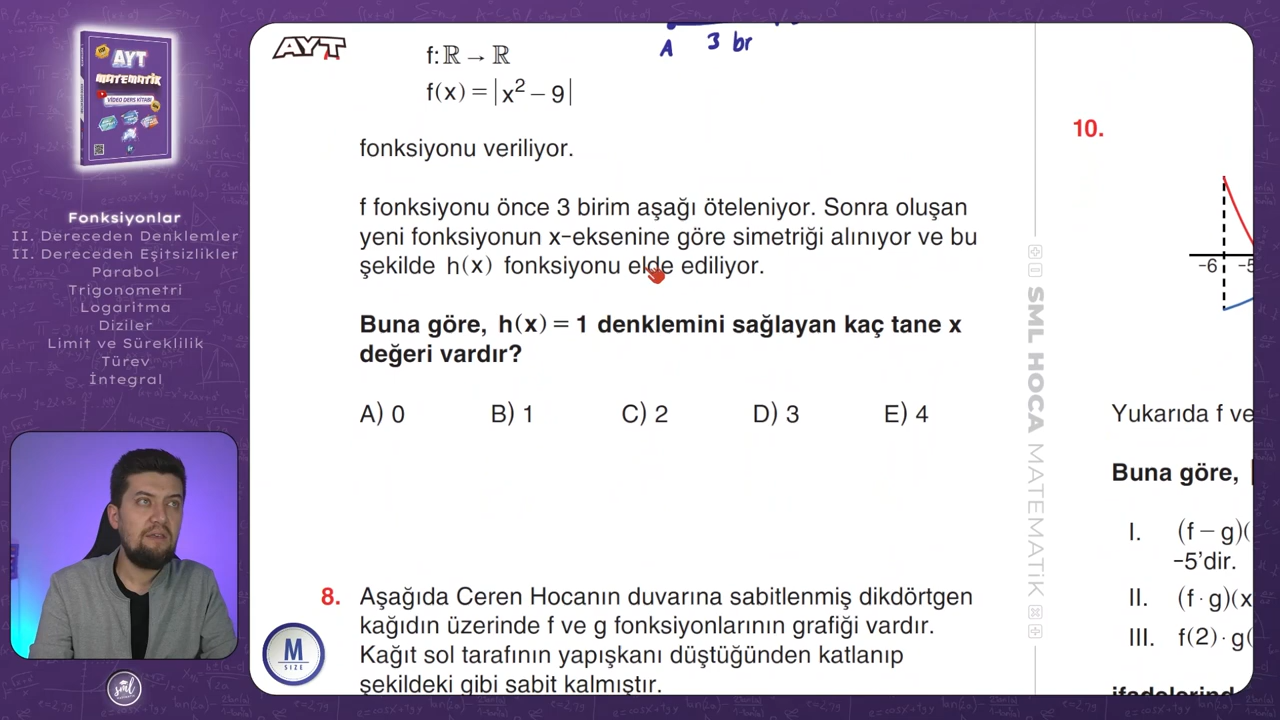 AYT
MATEMATİK
VİDEO DERS KİTABI
Fonksiyonlar
II. Dereceden Denklemler
II. Dereceden Eşitsizlikler
Parabol
Trigonometri
Logaritma
Diziler
Limit ve Süreklilik
Türev
İntegral
AYT
A 3 br
f: ℝ → ℝ
f(x) = |x² − 9|
fonksiyonu veriliyor.
f fonksiyonu önce 3 birim aşağı öteleniyor. Sonra oluşan
yeni fonksiyonun x-eksenine göre simetriği alınıyor ve bu
şekilde h(x) fonksiyonu elde ediliyor.
Buna göre, h(x) = 1 denklemini sağlayan kaç tane x
değeri vardır?
A) 0 B) 1 C) 2 D) 3 E) 4
8. Aşağıda Ceren Hocanın duvarına sabitlenmiş dikdörtgen
kağıdın üzerinde f ve g fonksiyonlarının grafiği vardır.
Kağıt sol tarafının yapışkanı düştüğünden katlanıp
şekildeki gibi sabit kalmıştır.
M
SIZE
sml
SML HOCA MATEMATİK
10.
-6 -5
Yukarıda f ve
Buna göre,
I. (f − g)(
-5'dir.
II. (f · g)(x
III. f(2) · g(
ifadelerind